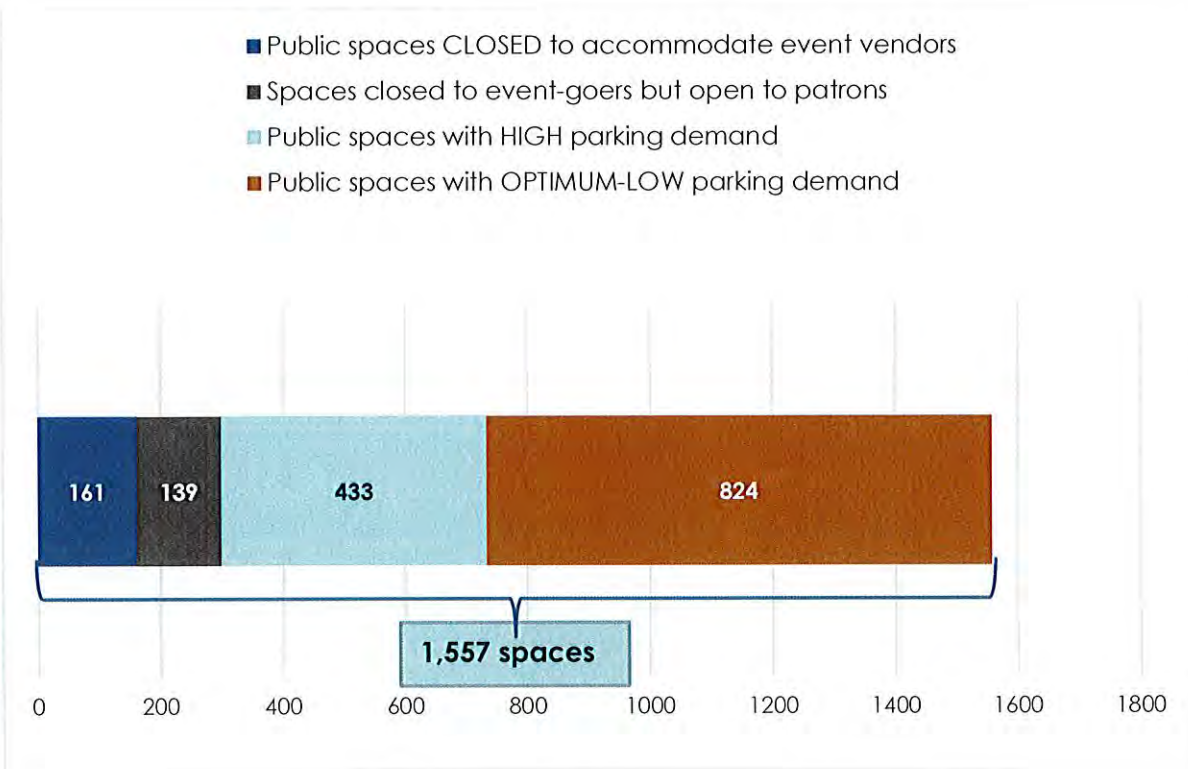 Public spaces CLOSED to accommodate event vendors
Spaces closed to event-goers but open to patrons
Public spaces with HIGH parking demand
Public spaces with OPTIMUM-LOW parking demand
161 139 433 824
1,557 spaces
0 200 400 600 800 1000 1200 1400 1600 1800